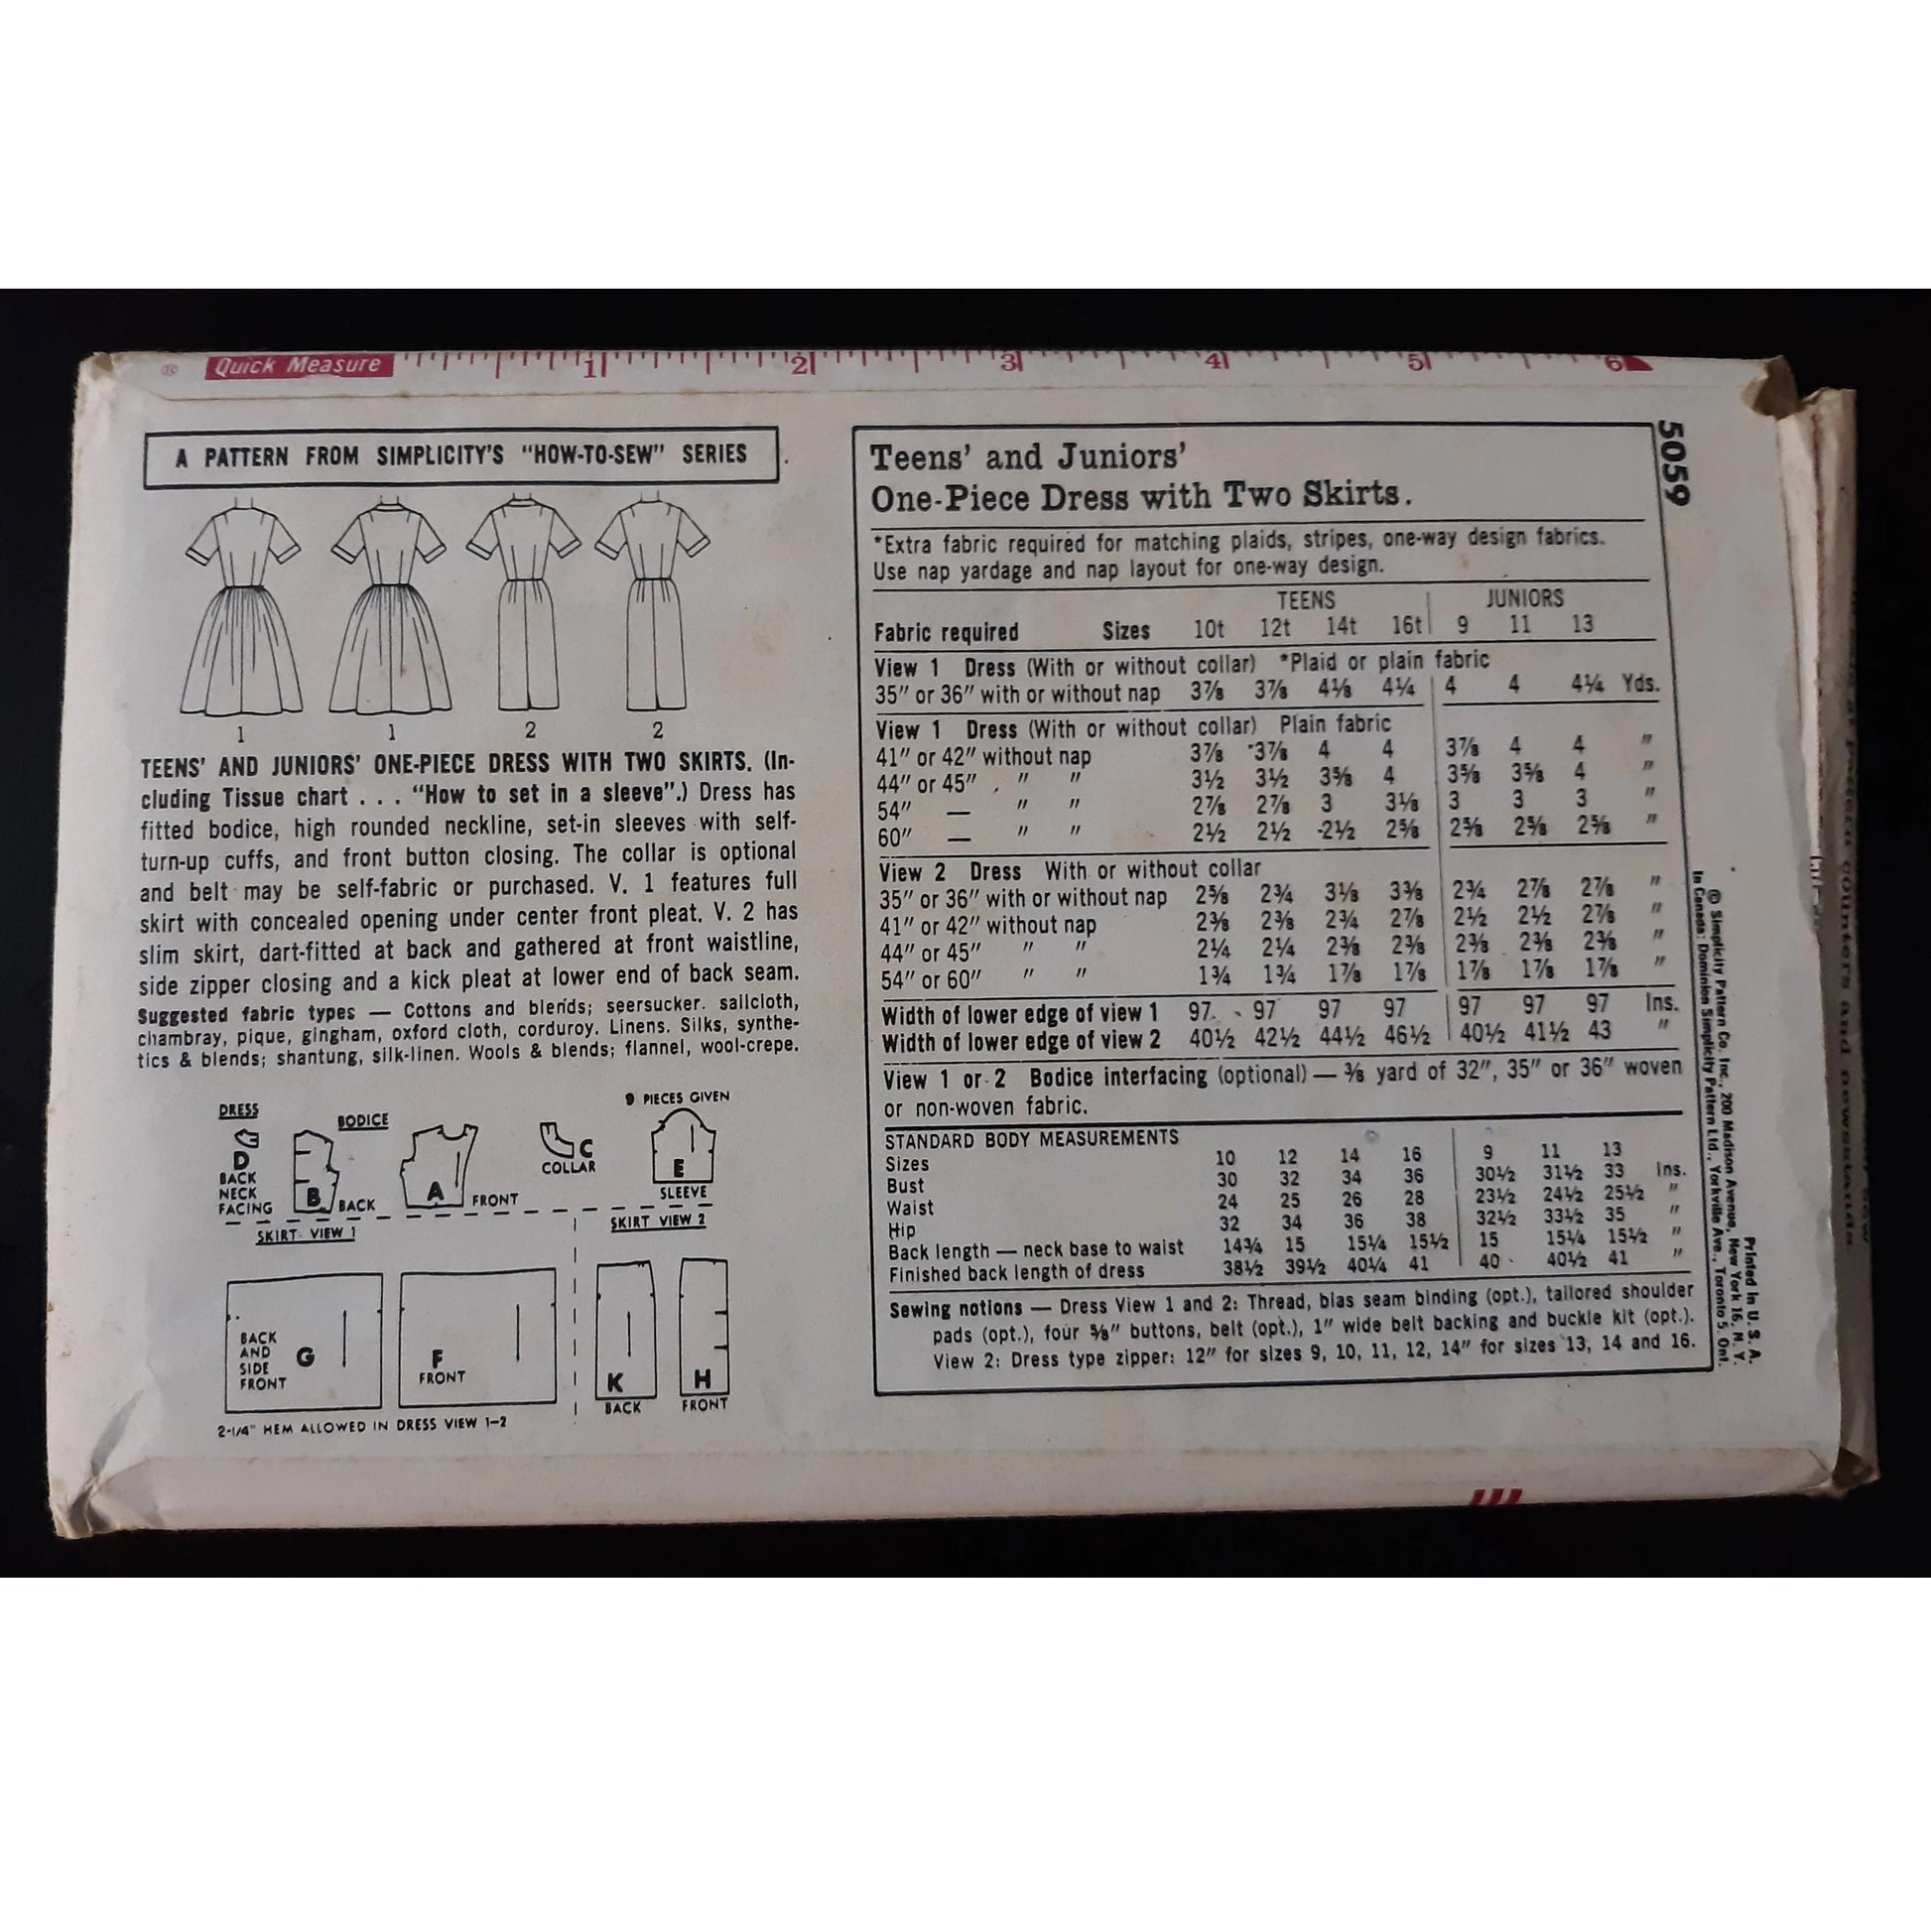 ® Quick Measure 1 2 3 4 5 6
A PATTERN FROM SIMPLICITY'S "HOW-TO-SEW" SERIES
1 1 2 2
TEENS' AND JUNIORS' ONE-PIECE DRESS WITH TWO SKIRTS. (In-
cluding Tissue chart . . . "How to set in a sleeve".) Dress has
fitted bodice, high rounded neckline, set-in sleeves with self-
turn-up cuffs, and front button closing. The collar is optional
and belt may be self-fabric or purchased. V. 1 features full
skirt with concealed opening under center front pleat. V. 2 has
slim skirt, dart-fitted at back and gathered at front waistline,
side zipper closing and a kick pleat at lower end of back seam.
Suggested fabric types — Cottons and blends; seersucker. sailcloth,
chambray, pique, gingham, oxford cloth, corduroy. Linens. Silks, synthe-
tics & blends; shantung, silk-linen. Wools & blends; flannel, wool-crepe.
9 PIECES GIVEN
DRESS
BODICE
D
BACK
NECK
FACING
B BACK
A FRONT
C
COLLAR
E
SLEEVE
SKIRT VIEW 1
SKIRT VIEW 2
BACK
AND
SIDE
FRONT
G
F
FRONT
K
BACK
H
FRONT
2-1/4" HEM ALLOWED IN DRESS VIEW 1-2
5059
Teens' and Juniors'
One-Piece Dress with Two Skirts.
*Extra fabric required for matching plaids, stripes, one-way design fabrics.
Use nap yardage and nap layout for one-way design.
TEENS JUNIORS
Fabric required Sizes 10t 12t 14t 16t 9 11 13
View 1 Dress (With or without collar) *Plaid or plain fabric
35" or 36" with or without nap 3⅞ 3⅞ 4⅛ 4¼ 4 4 4¼ Yds.
View 1 Dress (With or without collar) Plain fabric
41" or 42" without nap 3⅞ 3⅞ 4 4 3⅞ 4 4 "
44" or 45" " " 3½ 3½ 3⅝ 4 3⅝ 3⅝ 4 "
54" — " " 2⅞ 2⅞ 3 3⅛ 3 3 3 "
60" — " " 2½ 2½ 2½ 2⅝ 2⅝ 2⅝ 2⅝ "
View 2 Dress With or without collar
35" or 36" with or without nap 2⅝ 2¾ 3⅛ 3⅜ 2¾ 2⅞ 2⅞ "
41" or 42" without nap 2⅜ 2⅜ 2¾ 2⅞ 2½ 2½ 2⅞ "
44" or 45" " " 2¼ 2¼ 2⅜ 2⅜ 2⅜ 2⅜ 2⅜ "
54" or 60" " " 1¾ 1¾ 1⅞ 1⅞ 1⅞ 1⅞ 1⅞ "
Width of lower edge of view 1 97 97 97 97 97 97 97 Ins.
Width of lower edge of view 2 40½ 42½ 44½ 46½ 40½ 41½ 43 "
View 1 or 2 Bodice interfacing (optional) — ⅜ yard of 32", 35" or 36" woven
or non-woven fabric.
STANDARD BODY MEASUREMENTS
Sizes 10 12 14 16 9 11 13
Bust 30 32 34 36 30½ 31½ 33 Ins.
Waist 24 25 26 28 23½ 24½ 25½ "
Hip 32 34 36 38 32½ 33½ 35 "
Back length — neck base to waist 14¾ 15 15¼ 15½ 15 15¼ 15½ "
Finished back length of dress 38½ 39½ 40¼ 41 40 40½ 41 "
Sewing notions — Dress View 1 and 2: Thread, bias seam binding (opt.), tailored shoulder
pads (opt.), four ⅝" buttons, belt (opt.), 1" wide belt backing and buckle kit (opt.).
View 2: Dress type zipper: 12" for sizes 9, 10, 11, 12, 14" for sizes 13, 14 and 16.
Printed in U. S. A.
© Simplicity Pattern Co. Inc., 200 Madison Avenue, New York 16, N. Y.
In Canada: Dominion Simplicity Pattern Ltd., Yorkville Ave., Toronto 5, Ont.